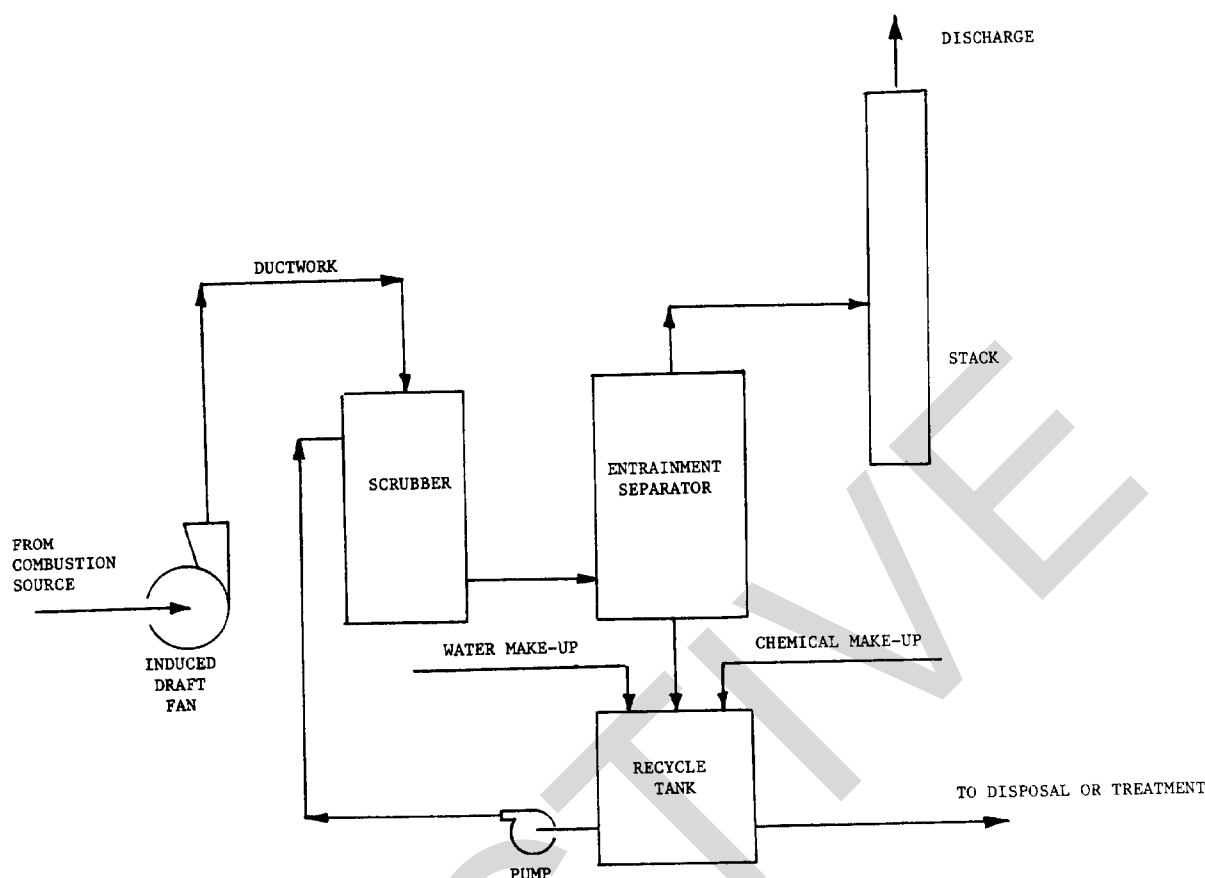 DISCHARGE
DUCTWORK
STACK
SCRUBBER
ENTRAINMENT
SEPARATOR
FROM
COMBUSTION
SOURCE
INDUCED
DRAFT
FAN
WATER MAKE-UP
CHEMICAL MAKE-UP
RECYCLE
TANK
TO DISPOSAL OR TREATMENT
PUMP
CTIVE